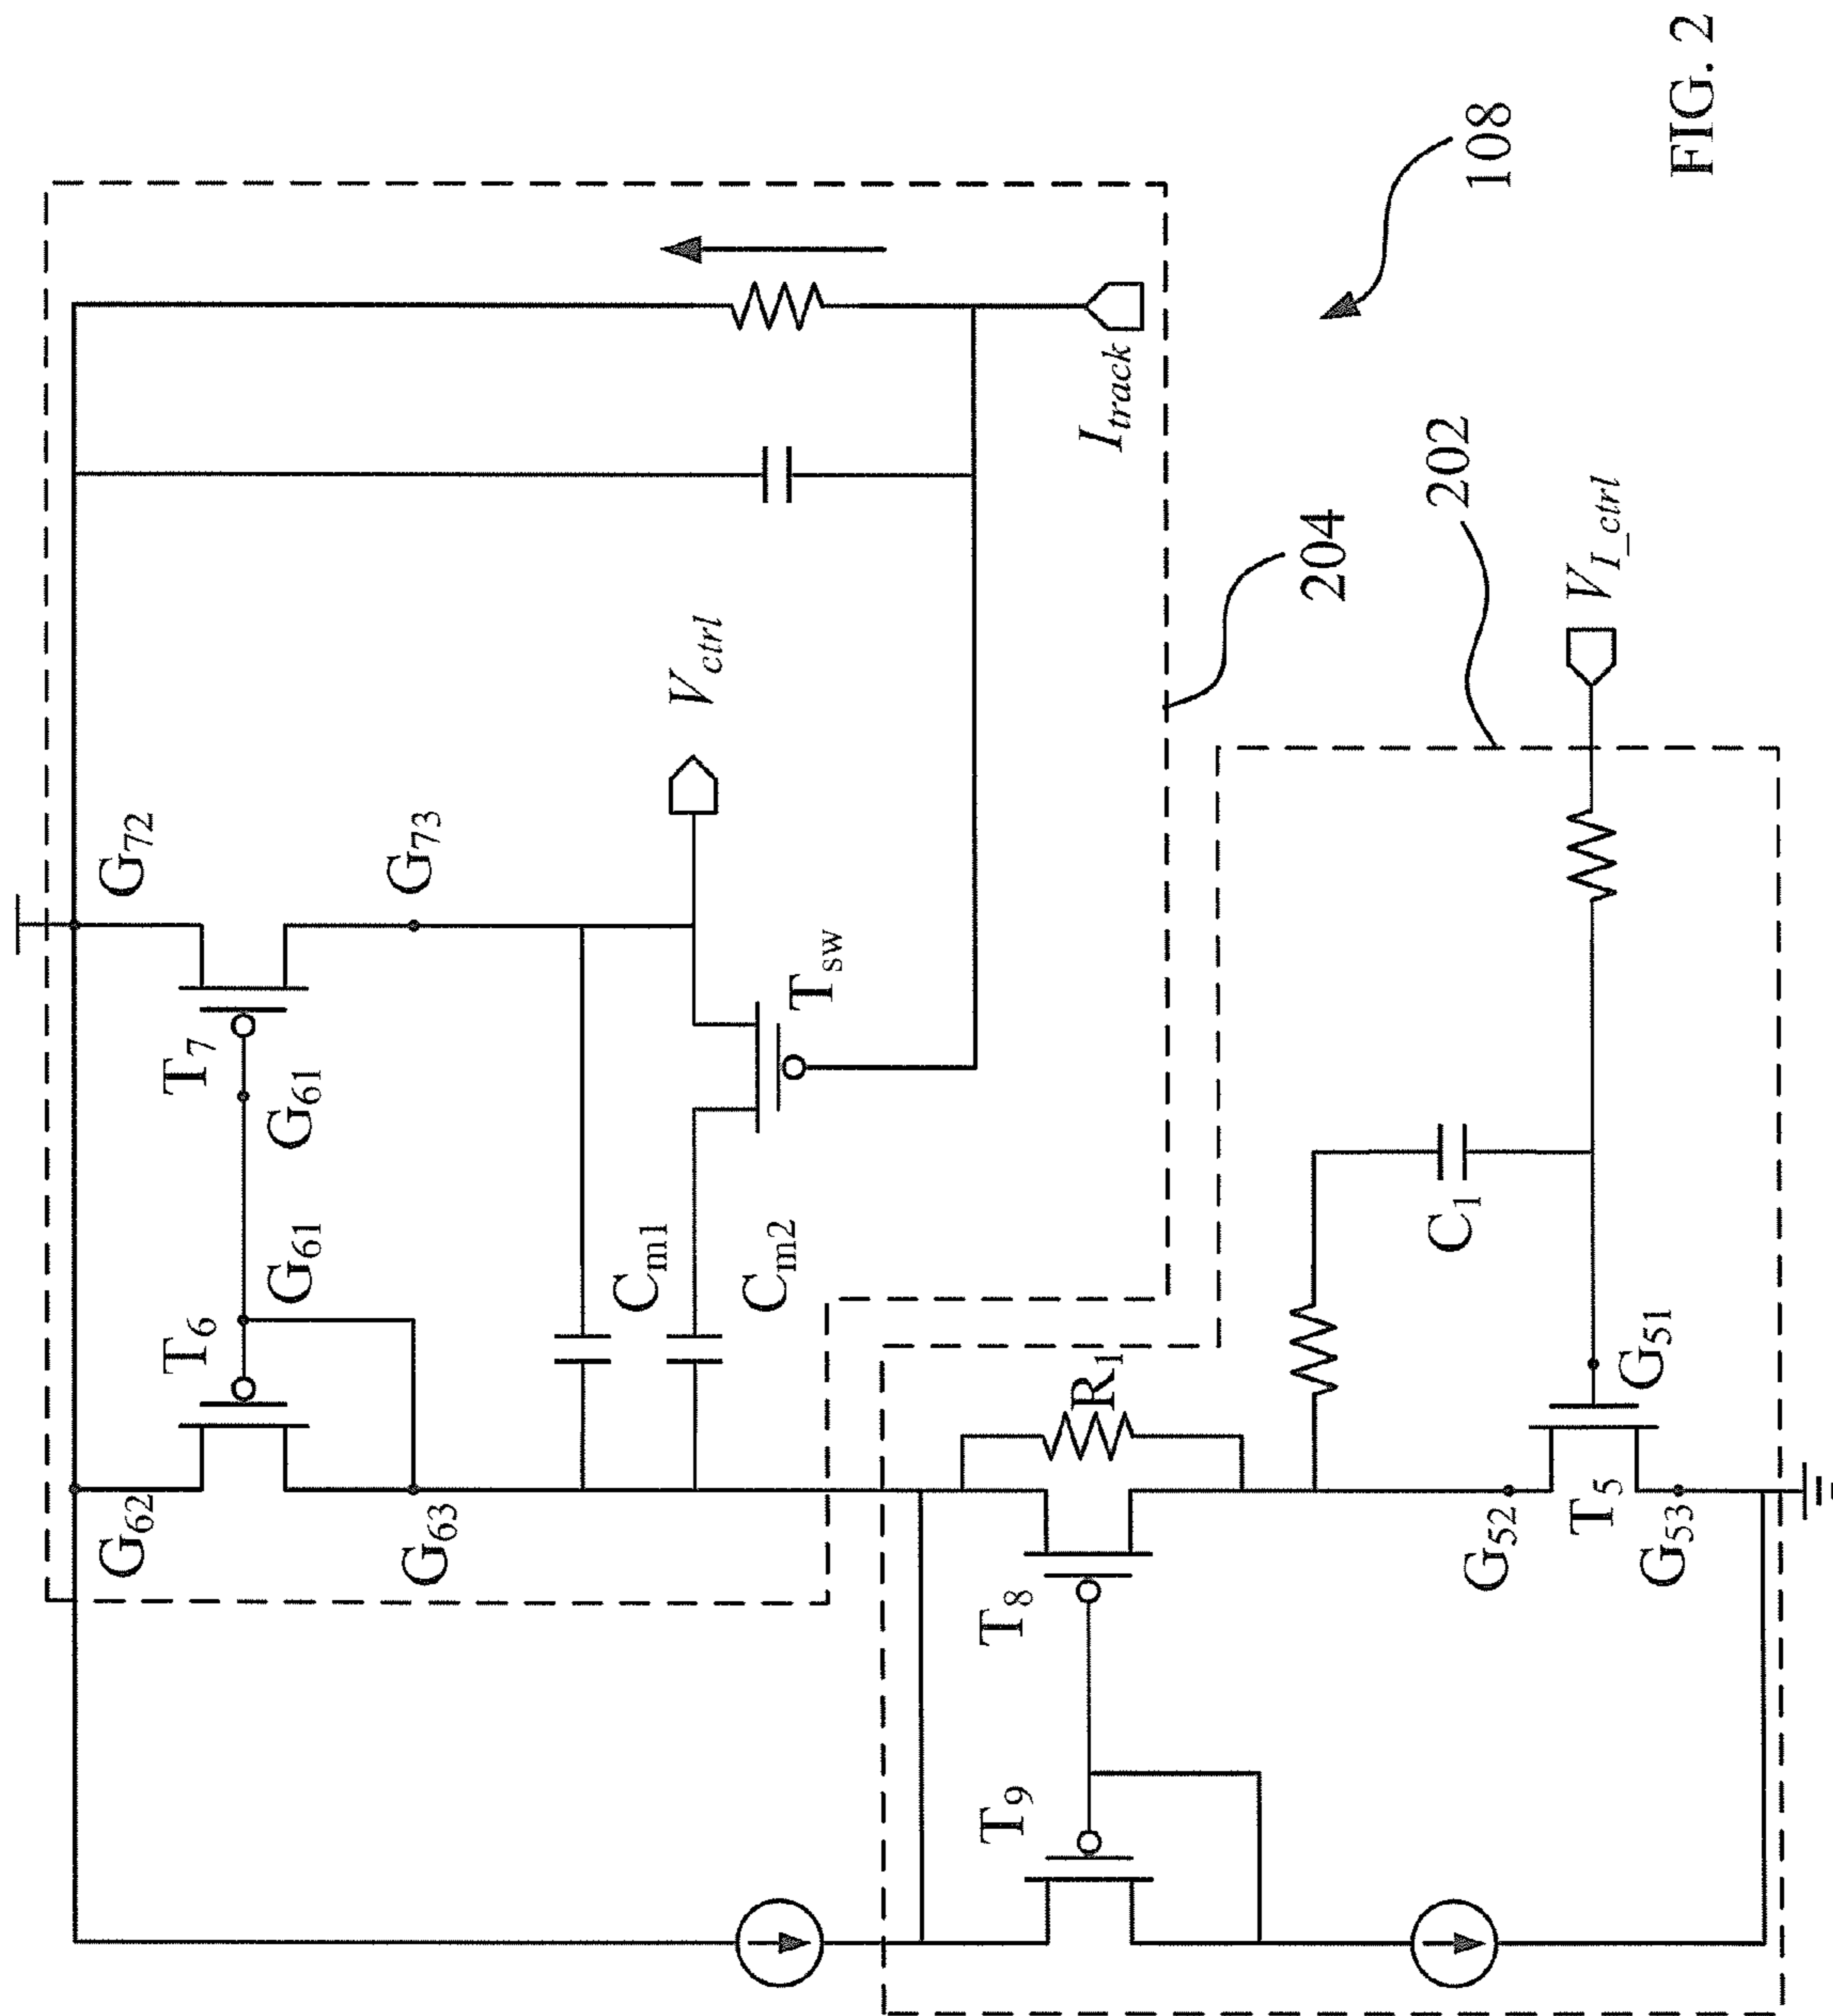 G62
G72
T6
T7
G61
G61
G63
G73
Cm1
Cm2
Tsw
Vctrl
Itrack
204
108
T9
T8
R1
C1
202
G52
T5
G53
G51
VI_ctrl
FIG. 2